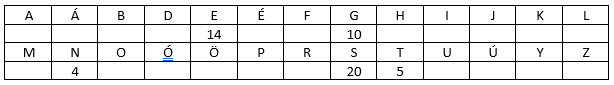 A Á B D E É F G H I J K L
14 10
M N O Ó Ö P R S T U Ú Y Z
4 20 5